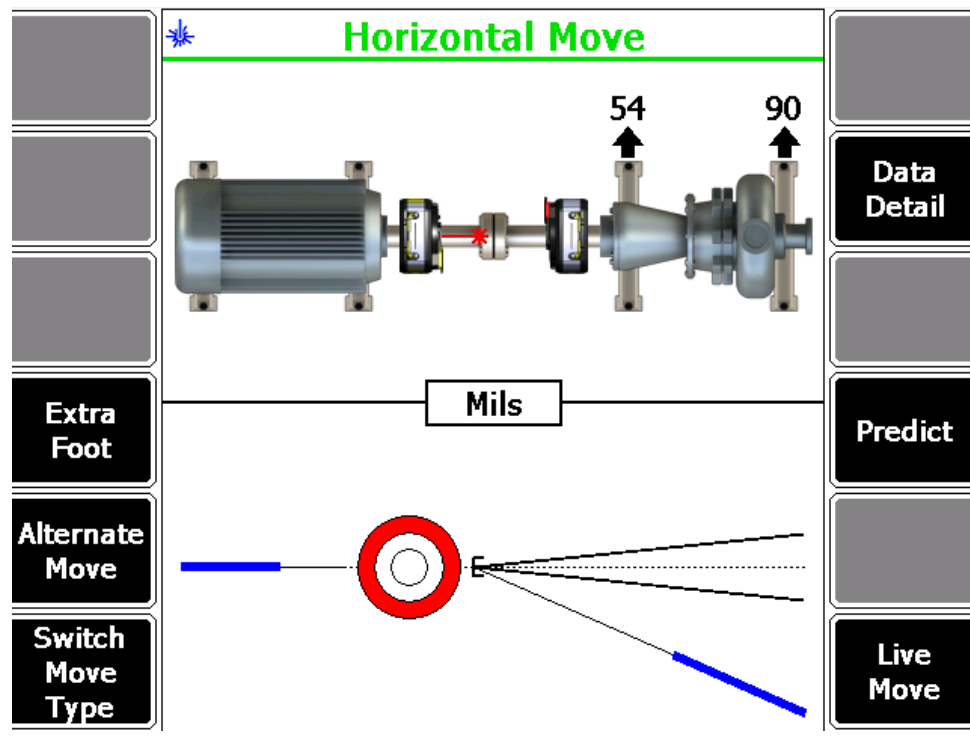 Horizontal Move
54 90
Data
Detail
Mils
Extra
Foot
Predict
Alternate
Move
Switch
Move
Type
Live
Move